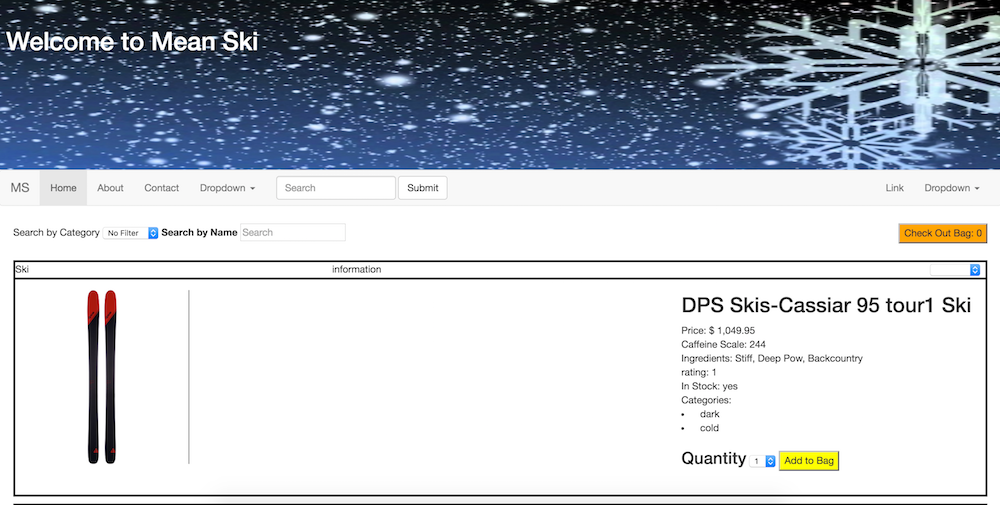 Welcome to Mean Ski
MS Home About Contact Dropdown Search Submit Link Dropdown
Search by Category No Filter Search by Name Search Check Out Bag: 0
Ski information
DPS Skis-Cassiar 95 tour1 Ski
Price: $ 1,049.95
Caffeine Scale: 244
Ingredients: Stiff, Deep Pow, Backcountry
rating: 1
In Stock: yes
Categories:
• dark
• cold
Quantity 1 Add to Bag